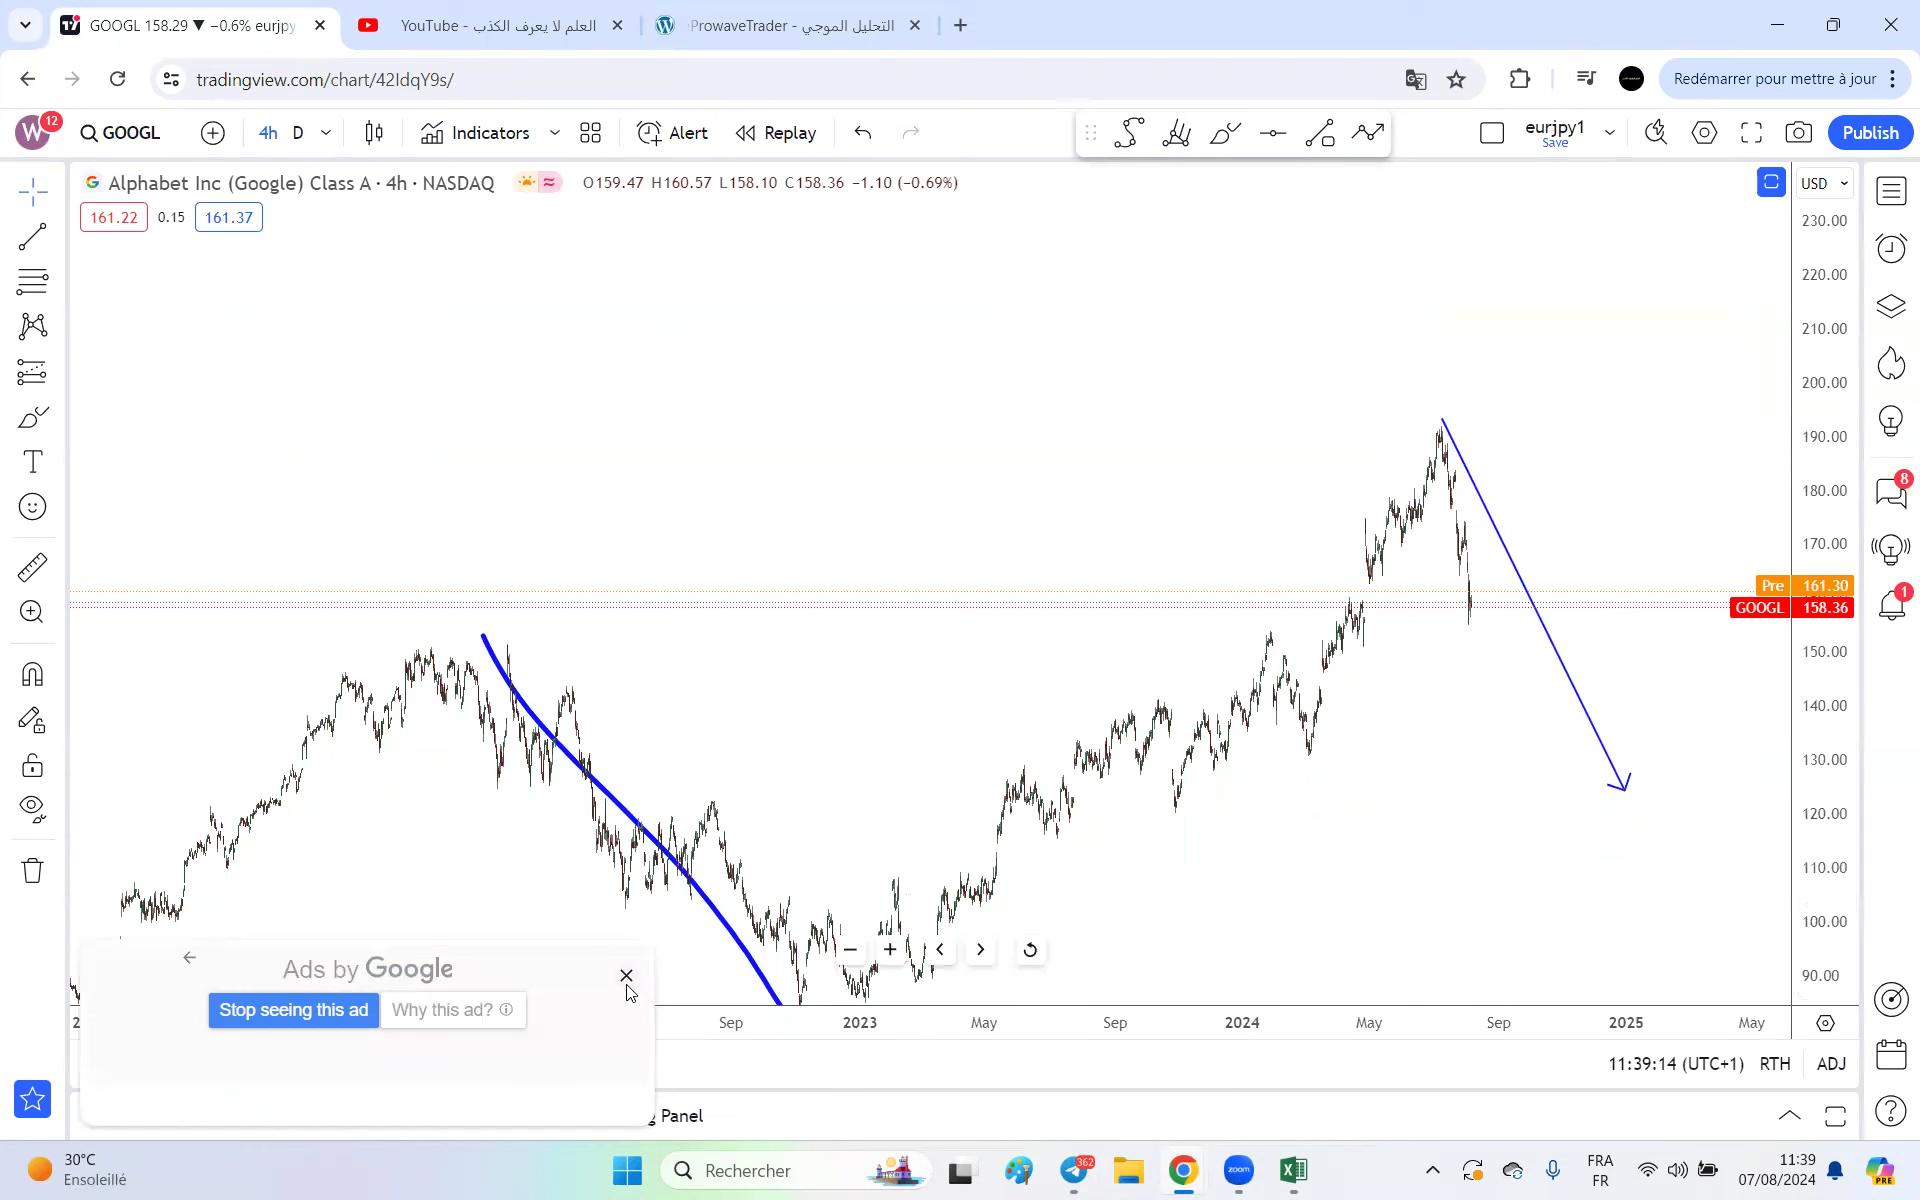 GOOGL 158.29 ▼ −0.6% eurjpy
YouTube - العلم لا يعرف الكذب
ProwaveTrader - التحليل الموجي
tradingview.com/chart/42IdqY9s/
Redémarrer pour mettre à jour
W 12
GOOGL
4h D
Indicators
Alert
Replay
eurjpy1
Save
Publish
Alphabet Inc (Google) Class A · 4h · NASDAQ
O159.47 H160.57 L158.10 C158.36 −1.10 (−0.69%)
USD
161.22 0.15 161.37
230.00
220.00
210.00
200.00
190.00
180.00
170.00
Pre 161.30
GOOGL 158.36
150.00
140.00
130.00
120.00
110.00
100.00
90.00
8
1
Ads by Google
Stop seeing this ad
Why this ad?
Sep 2023 May Sep 2024 May Sep 2025 May
11:39:14 (UTC+1) RTH ADJ
Panel
30°C
Ensoleillé
Rechercher
362
zoom
FRA
FR
11:39
07/08/2024
PRE